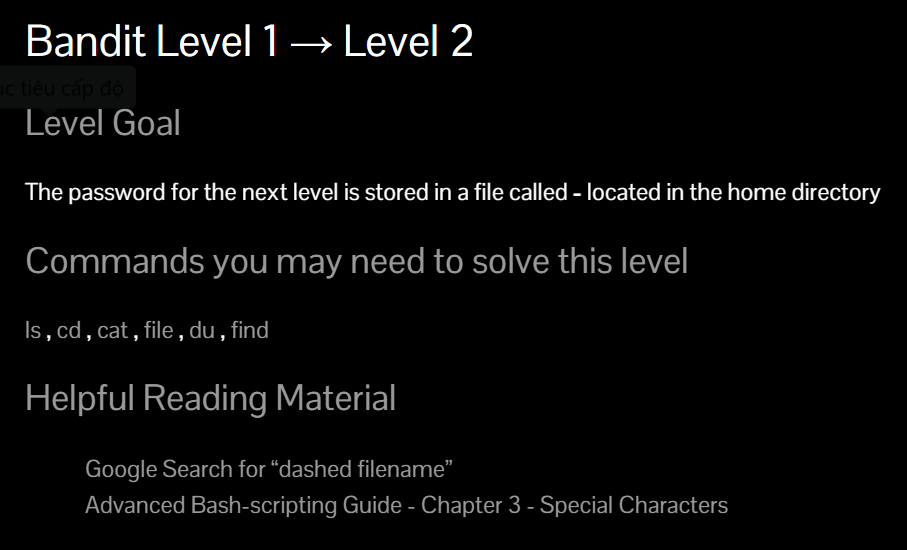 Bandit Level 1 → Level 2
ục tiêu cấp độ
Level Goal
The password for the next level is stored in a file called - located in the home directory
Commands you may need to solve this level
ls , cd , cat , file , du , find
Helpful Reading Material
Google Search for “dashed filename”
Advanced Bash-scripting Guide - Chapter 3 - Special Characters